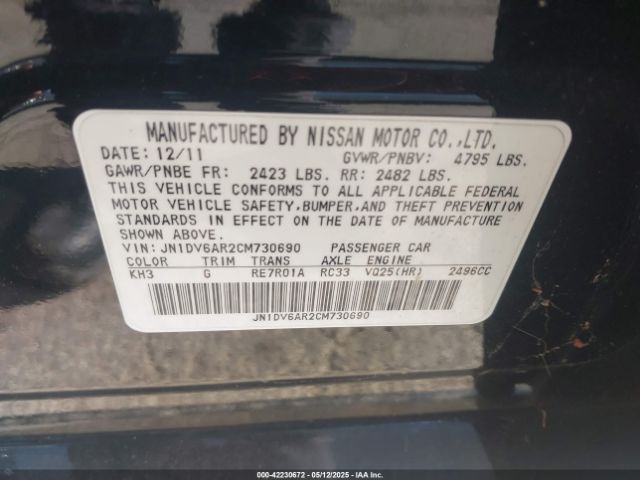 MANUFACTURED BY NISSAN MOTOR CO.,LTD.
DATE: 12/11 GVWR/PNBV: 4795 LBS.
GAWR/PNBE FR: 2423 LBS. RR: 2482 LBS.
THIS VEHICLE CONFORMS TO ALL APPLICABLE FEDERAL
MOTOR VEHICLE SAFETY,BUMPER,AND THEFT PREVENTION
STANDARDS IN EFFECT ON THE DATE OF MANUFACTURE
SHOWN ABOVE.
VIN: JN1DV6AR2CM730690 PASSENGER CAR
COLOR TRIM TRANS AXLE ENGINE
KH3 G RE7R01A RC33 VQ25(HR) 2496CC
JN1DV6AR2CM730690
000-42230672 - 05/12/2025 - COPYRIGHT IAA, LLC.